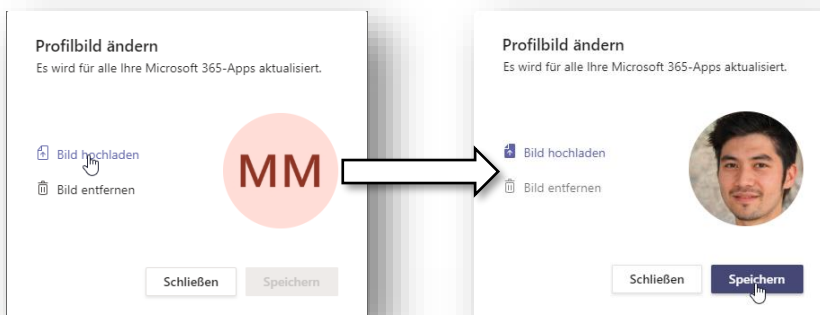 Profilbild ändern
Es wird für alle Ihre Microsoft 365-Apps aktualisiert.
Bild hochladen
MM
Bild entfernen
Schließen
Speichern
Profilbild ändern
Es wird für alle Ihre Microsoft 365-Apps aktualisiert.
Bild hochladen
Bild entfernen
Schließen
Speichern